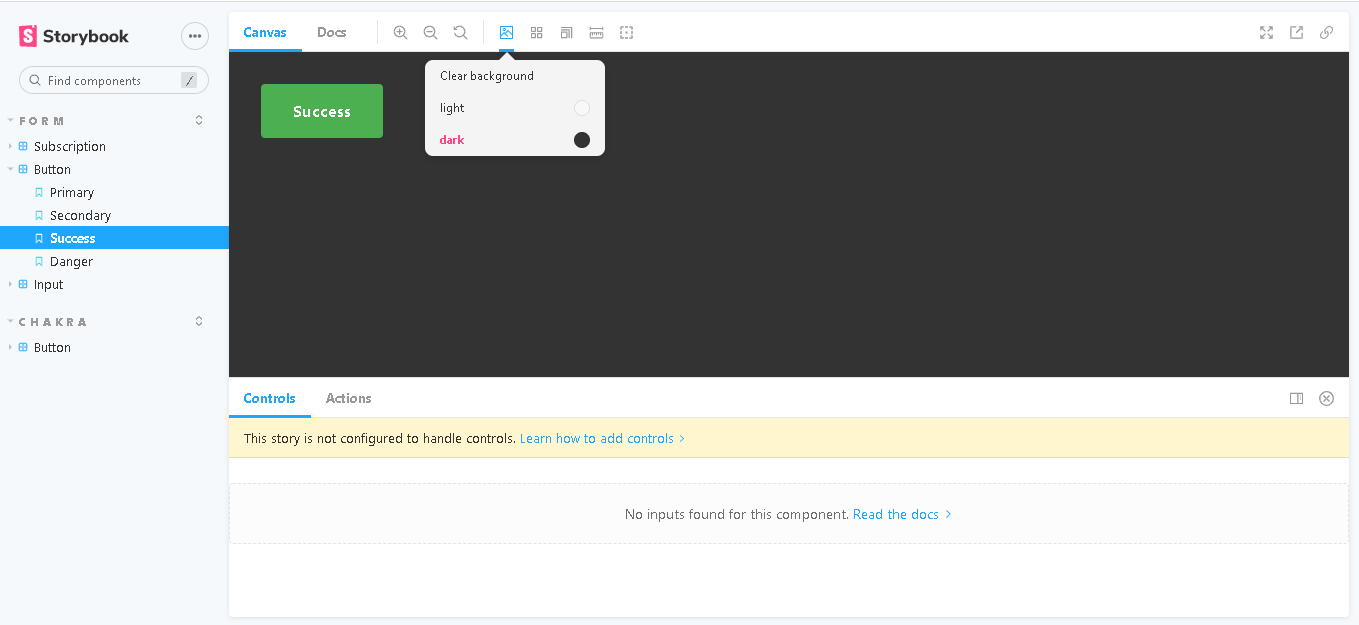 Storybook
Find components
/
FORM
Subscription
Button
Primary
Secondary
Success
Danger
Input
CHAKRA
Button
Canvas
Docs
Clear background
light
dark
Success
Controls
Actions
This story is not configured to handle controls. Learn how to add controls
No inputs found for this component. Read the docs